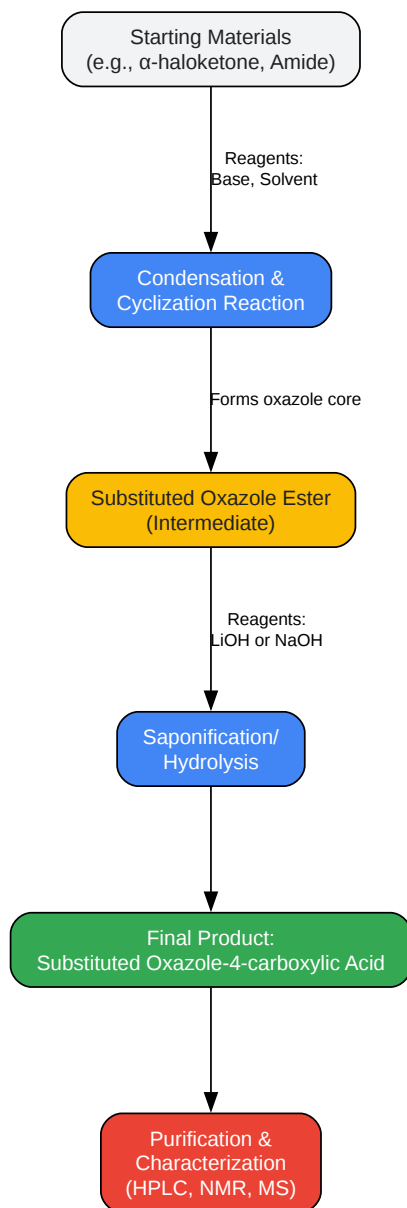 Starting Materials
(e.g., α-haloketone, Amide)
Reagents:
Base, Solvent
Condensation &
Cyclization Reaction
Forms oxazole core
Substituted Oxazole Ester
(Intermediate)
Reagents:
LiOH or NaOH
Saponification/
Hydrolysis
Final Product:
Substituted Oxazole-4-carboxylic Acid
Purification &
Characterization
(HPLC, NMR, MS)